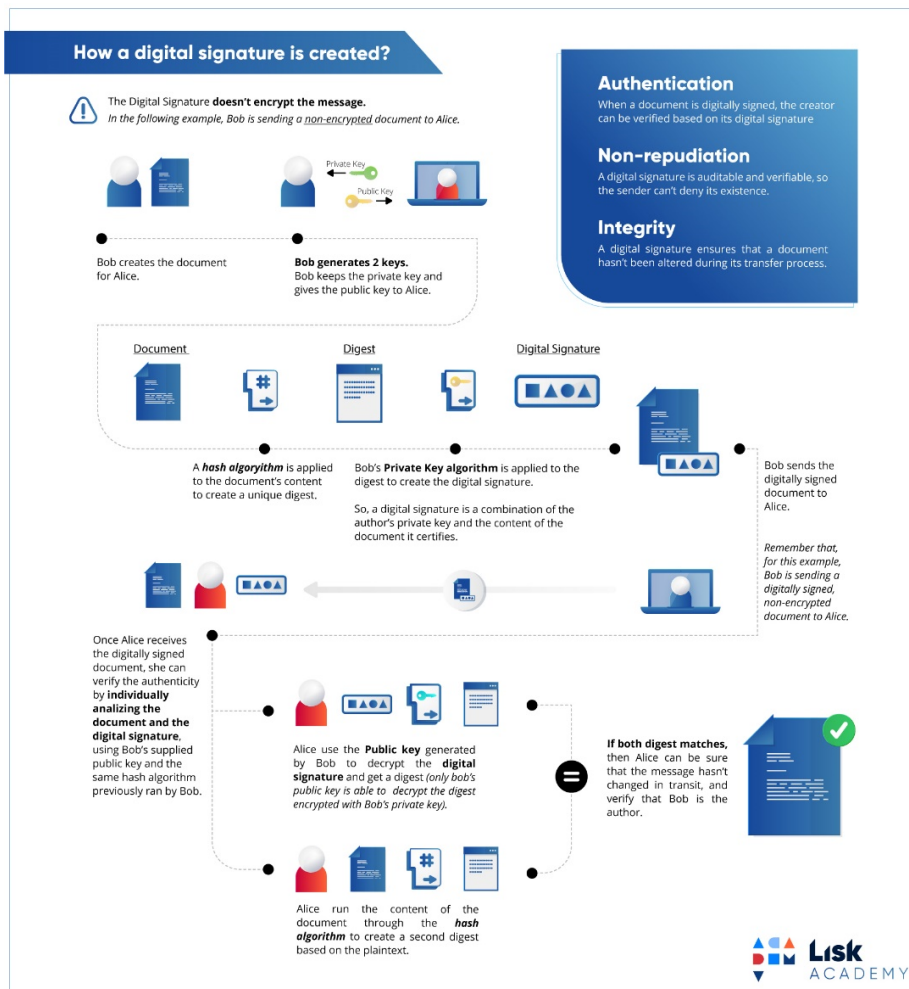 How a digital signature is created?
The Digital Signature doesn't encrypt the message.
In the following example, Bob is sending a non-encrypted document to Alice.
Authentication
When a document is digitally signed, the creator
can be verified based on its digital signature
Non-repudiation
A digital signature is auditable and verifiable, so
the sender can't deny its existence.
Integrity
A digital signature ensures that a document
hasn't been altered during its transfer process.
Private Key
Public Key
Bob creates the document
for Alice.
Bob generates 2 keys.
Bob keeps the private key and
gives the public key to Alice.
Document
Digest
Digital Signature
#
A hash algoryithm is applied
to the document's content
to create a unique digest.
Bob's Private Key algorithm is applied to the
digest to create the digital signature.
So, a digital signature is a combination of the
author's private key and the content of the
document it certifies.
Bob sends the
digitally signed
document to
Alice.
Remember that,
for this example,
Bob is sending a
digitally signed,
non-encrypted
document to Alice.
Once Alice receives
the digitally signed
document, she can
verify the authenticity
by individually
analizing the
document and the
digital signature,
using Bob's supplied
public key and the
same hash algorithm
previously ran by Bob.
Alice use the Public key generated
by Bob to decrypt the digital
signature and get a digest (only bob's
public key is able to decrypt the digest
encrypted with Bob's private key).
=
If both digest matches,
then Alice can be sure
that the message hasn't
changed in transit, and
verify that Bob is the
author.
#
Alice run the content of the
document through the hash
algorithm to create a second digest
based on the plaintext.
Lisk
ACADEMY